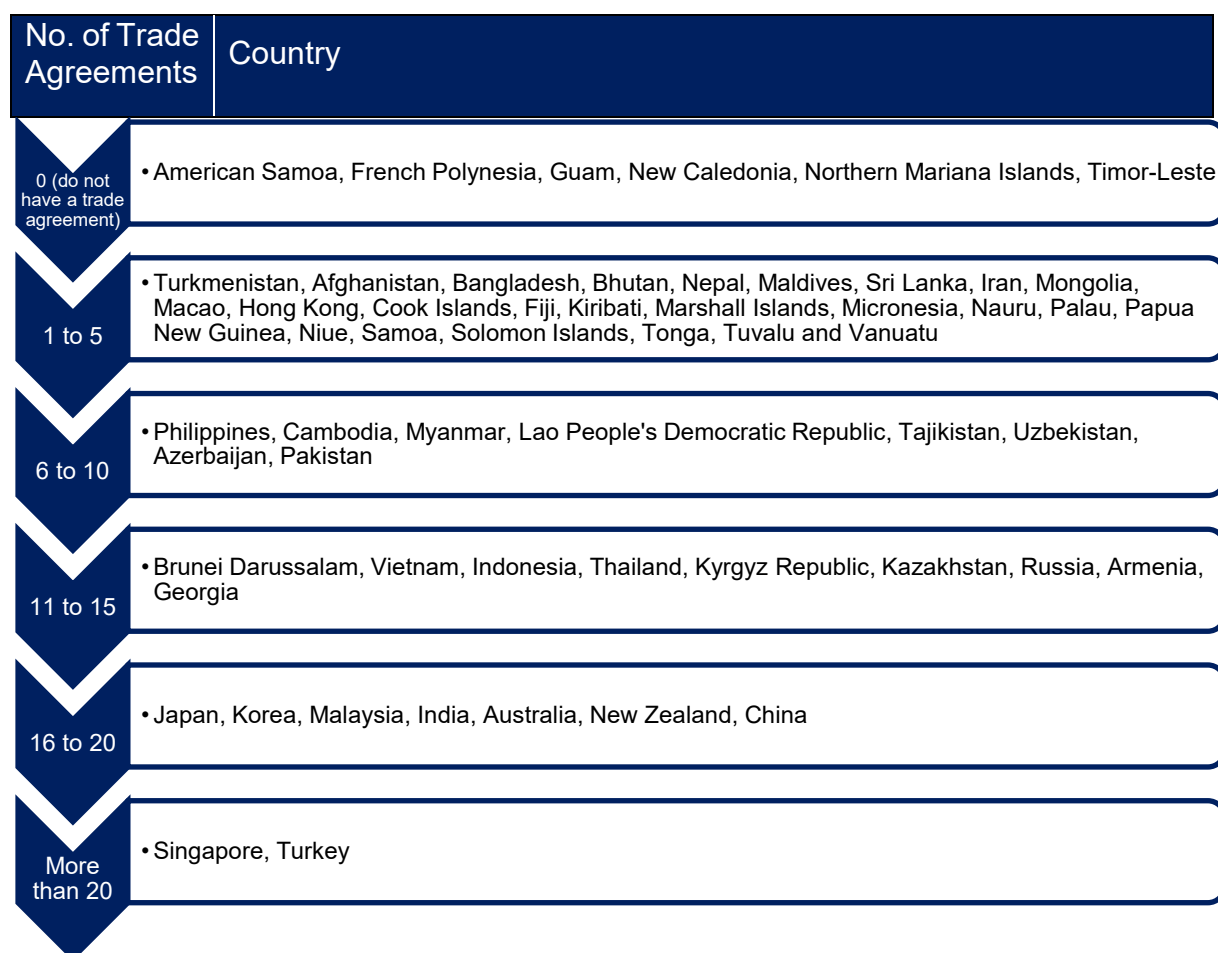 No. of Trade
Agreements
Country
0 (do not
have a trade
agreement)
•American Samoa, French Polynesia, Guam, New Caledonia, Northern Mariana Islands, Timor-Leste
1 to 5
•Turkmenistan, Afghanistan, Bangladesh, Bhutan, Nepal, Maldives, Sri Lanka, Iran, Mongolia,
Macao, Hong Kong, Cook Islands, Fiji, Kiribati, Marshall Islands, Micronesia, Nauru, Palau, Papua
New Guinea, Niue, Samoa, Solomon Islands, Tonga, Tuvalu and Vanuatu
6 to 10
•Philippines, Cambodia, Myanmar, Lao People's Democratic Republic, Tajikistan, Uzbekistan,
Azerbaijan, Pakistan
11 to 15
•Brunei Darussalam, Vietnam, Indonesia, Thailand, Kyrgyz Republic, Kazakhstan, Russia, Armenia,
Georgia
16 to 20
•Japan, Korea, Malaysia, India, Australia, New Zealand, China
More
than 20
•Singapore, Turkey